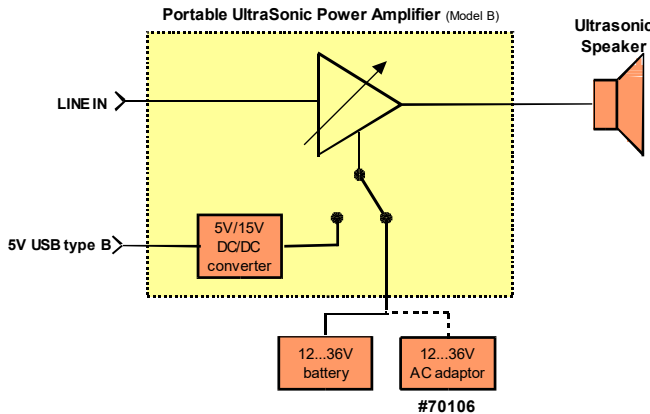 Portable UltraSonic Power Amplifier (Model B)
Ultrasonic
Speaker
LINE IN
5V USB type B
5V/15V
DC/DC
converter
12...36V
battery
12...36V
AC adaptor
#70106